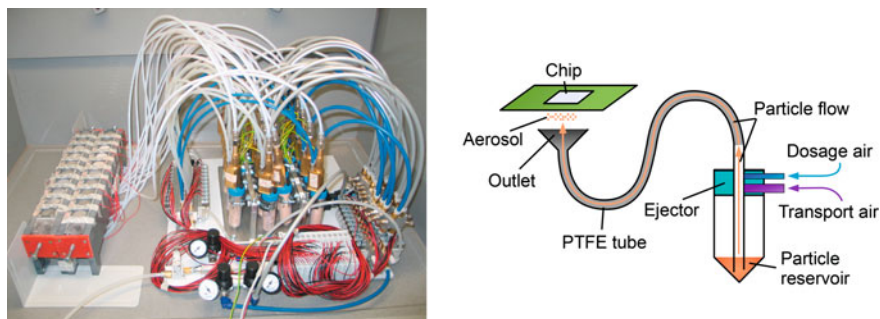 Chip
Aerosol
Outlet
PTFE tube
Particle flow
Dosage air
Ejector
Transport air
Particle
reservoir